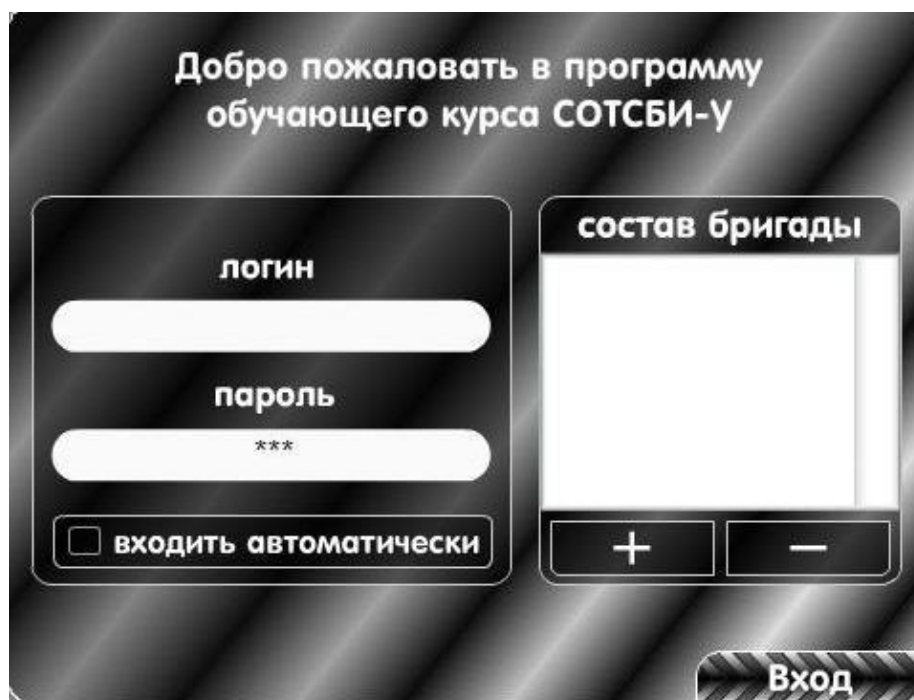 Добро пожаловать в программу
обучающего курса СОТСБИ-У
логин
пароль
***
входить автоматически
состав бригады
+ −
Вход